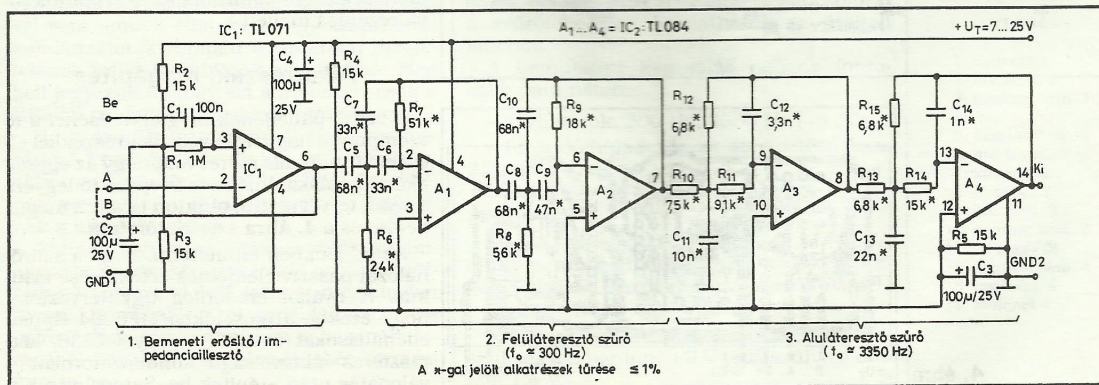 IC₁: TL071
A₁...A₄ = IC₂: TL084
+U_T=7...25V
R₂
15k
C₄
+
100μ
25V
R₄
15k
C₇
33n*
R₇
51k*
C₁₀
68n*
R₉
18k*
R₁₂
6,8k*
C₁₂
3,3n*
R₁₅
6,8k*
C₁₄
1n*
Be
C₁ 100n
R₁ 1M
3
+
7
IC₁
6
2
-
4
A
B
C₂
100μ
25V
+
GND1
R₃
15k
C₅
68n*
C₆
33n*
R₆
2,4k
*
2
-
4
A₁
1
3
+
C₈
68n*
C₉
47n*
R₈
5,6k*
6
-
A₂
7
5
+
R₁₀
7,5k*
R₁₁
9,1k*
C₁₁
10n*
9
-
A₃
8
10
+
R₁₃
6,8k*
R₁₄
15k*
C₁₃
22n*
13
-
A₄
14
Ki
12
+
11
R₅ 15k
+ C₃
100μ/25V
GND2
1. Bemeneti erősítő/im-
pedanciaillesztő
2. Felüláteresztő szűrő
(f₀ ≈ 300 Hz)
3. Aluláteresztő szűrő
(f₀ ≈ 3350 Hz)
A *-gal jelölt alkatrészek tűrése ≤1%